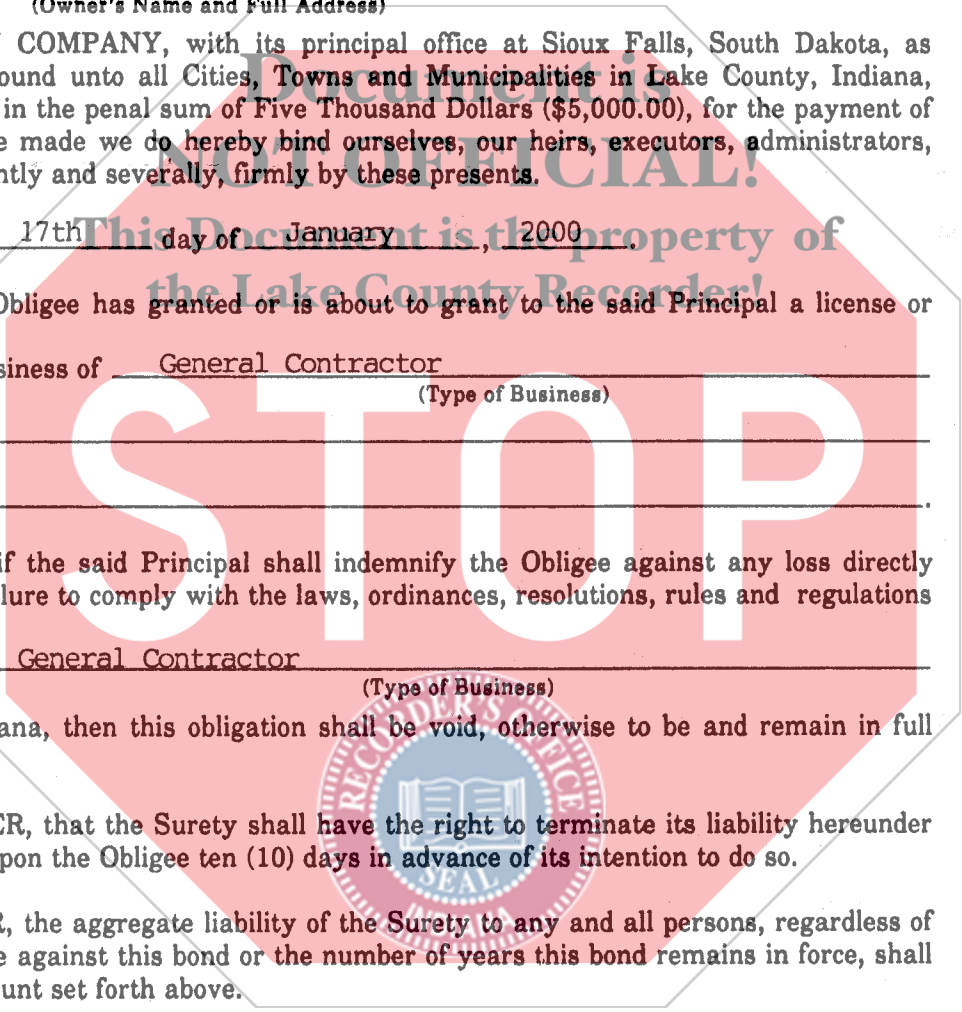 (Owner's Name and Full Address)
COMPANY, with its principal office at Sioux Falls, South Dakota, as
ound unto all Cities, Towns and Municipalities in Lake County, Indiana,
in the penal sum of Five Thousand Dollars ($5,000.00), for the payment of
e made we do hereby bind ourselves, our heirs, executors, administrators,
ntly and severally, firmly by these presents.
Document is
NOT OFFICIAL!
This Document is the property of
the Lake County Recorder!
17th day of January, 2000.
Obligee has granted or is about to grant to the said Principal a license or
siness of General Contractor
(Type of Business)
STOP
if the said Principal shall indemnify the Obligee against any loss directly
lure to comply with the laws, ordinances, resolutions, rules and regulations
General Contractor
(Type of Business)
ana, then this obligation shall be void, otherwise to be and remain in full
ER, that the Surety shall have the right to terminate its liability hereunder
pon the Obligee ten (10) days in advance of its intention to do so.
RECORDER'S OFFICE
SEAL
INDIANA
R, the aggregate liability of the Surety to any and all persons, regardless of
e against this bond or the number of years this bond remains in force, shall
unt set forth above.